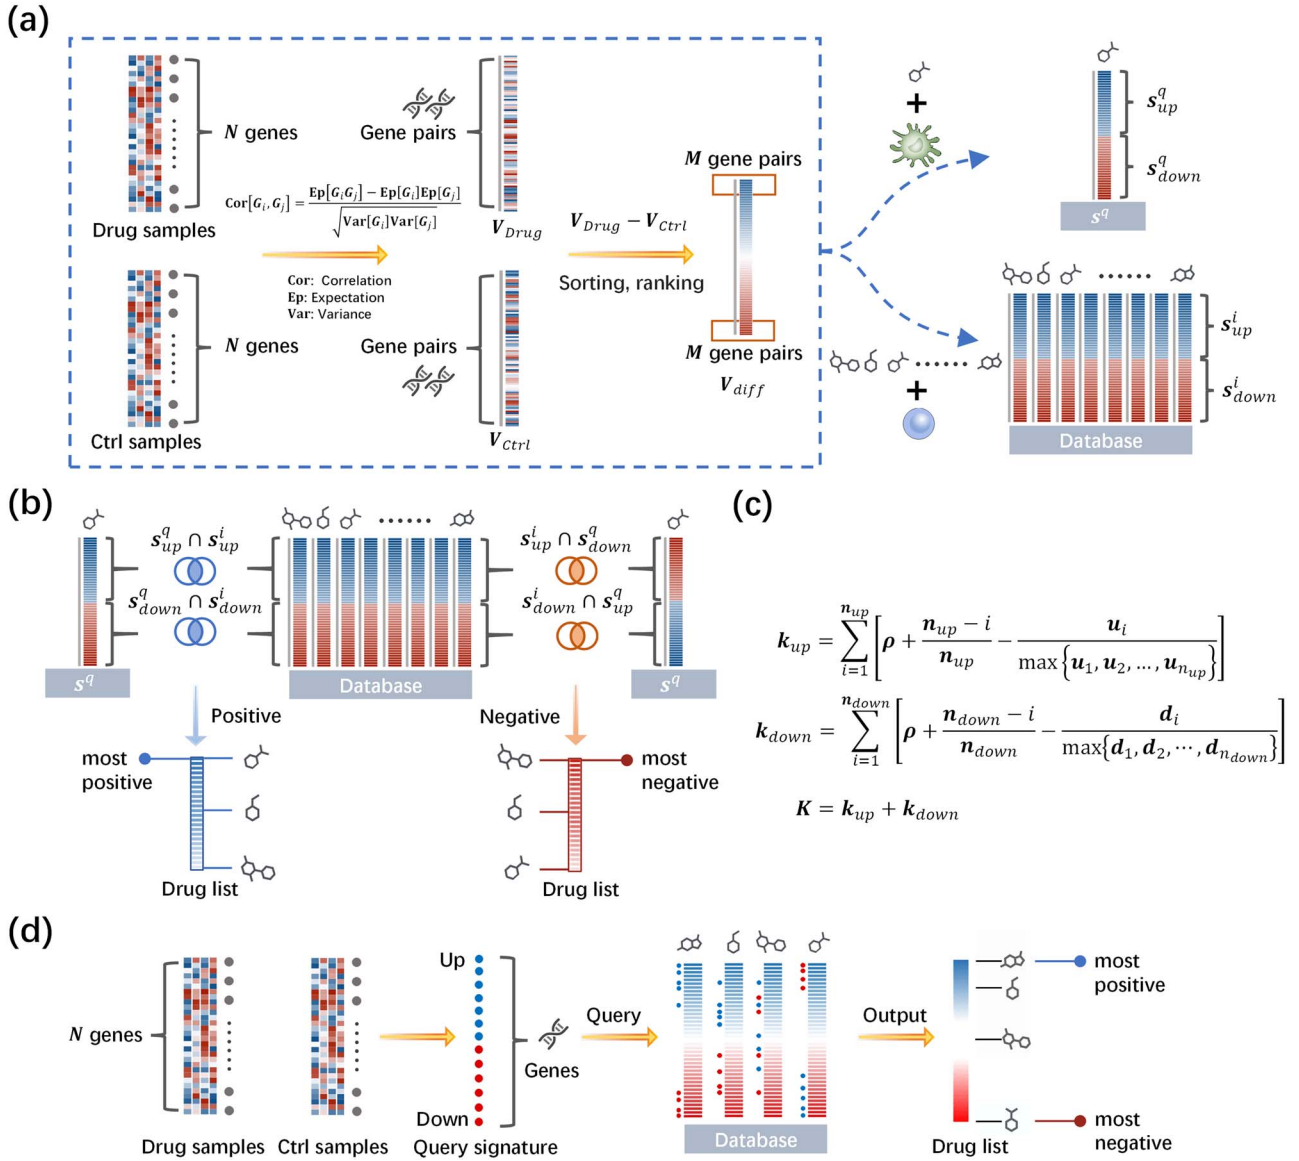 (a)
N genes
Drug samples
Cor[G_i, G_j] = (Ep[G_iG_j] − Ep[G_i]Ep[G_j]) / √(Var[G_i]Var[G_j])
Cor: Correlation
Ep: Expectation
Var: Variance
N genes
Ctrl samples
Gene pairs
V_Drug
Gene pairs
V_Ctrl
V_Drug − V_Ctrl
Sorting, ranking
M gene pairs
M gene pairs
V_diff
+
+
s^q_up
s^q_down
s^q
s^i_up
s^i_down
Database
(b)
s^q_up ∩ s^i_up
s^q_down ∩ s^i_down
s^q
Database
s^i_up ∩ s^q_down
s^i_down ∩ s^q_up
s^q
Positive
most
positive
Drug list
Negative
most
negative
Drug list
(c)
k_up = ∑_{i=1}^{n_up} [ρ + (n_up − i)/n_up − u_i/max{u_1, u_2, …, u_{n_up}}]
k_down = ∑_{i=1}^{n_down} [ρ + (n_down − i)/n_down − d_i/max{d_1, d_2, ⋯, d_{n_down}}]
K = k_up + k_down
(d)
N genes
Drug samples
Ctrl samples
Up
Down
Query signature
Genes
Query
Database
Output
most
positive
most
negative
Drug list